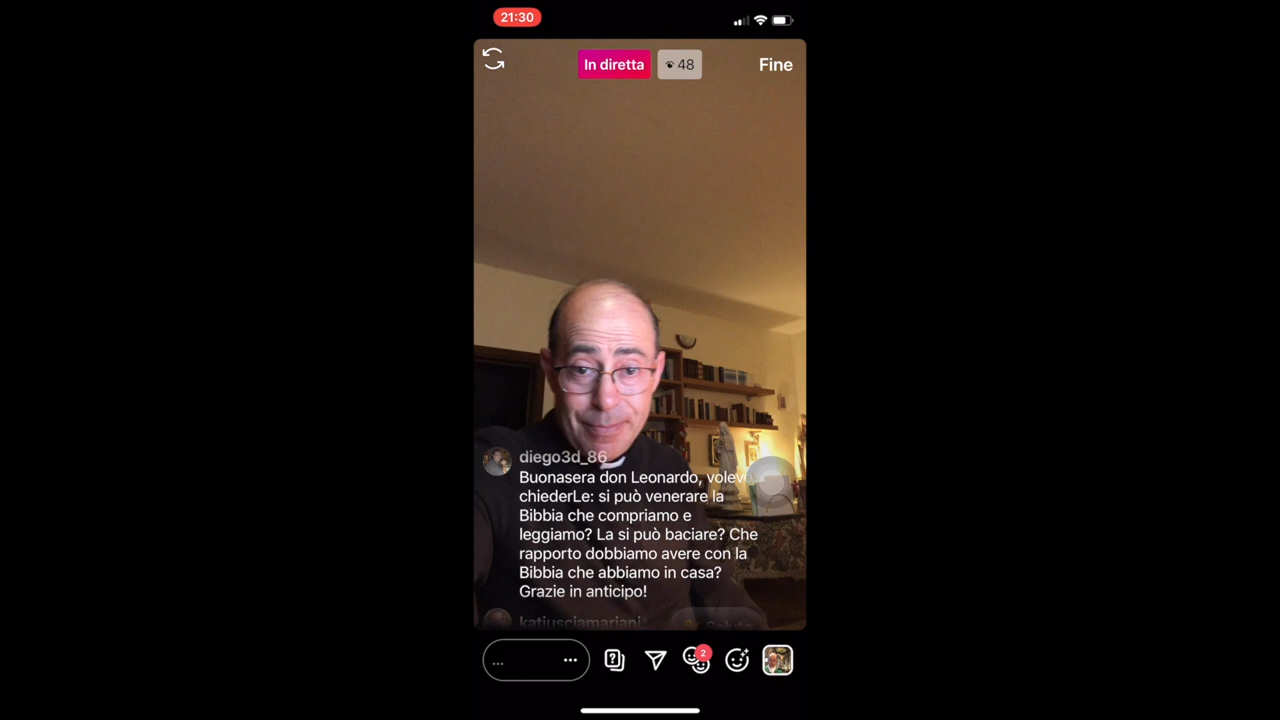 21:30
In diretta
48
Fine
diego3d_86
Buonasera don Leonardo, volevo
chiederLe: si può venerare la
Bibbia che compriamo e
leggiamo? La si può baciare? Che
rapporto dobbiamo avere con la
Bibbia che abbiamo in casa?
Grazie in anticipo!
katiusciamariani
Saluta
...
2